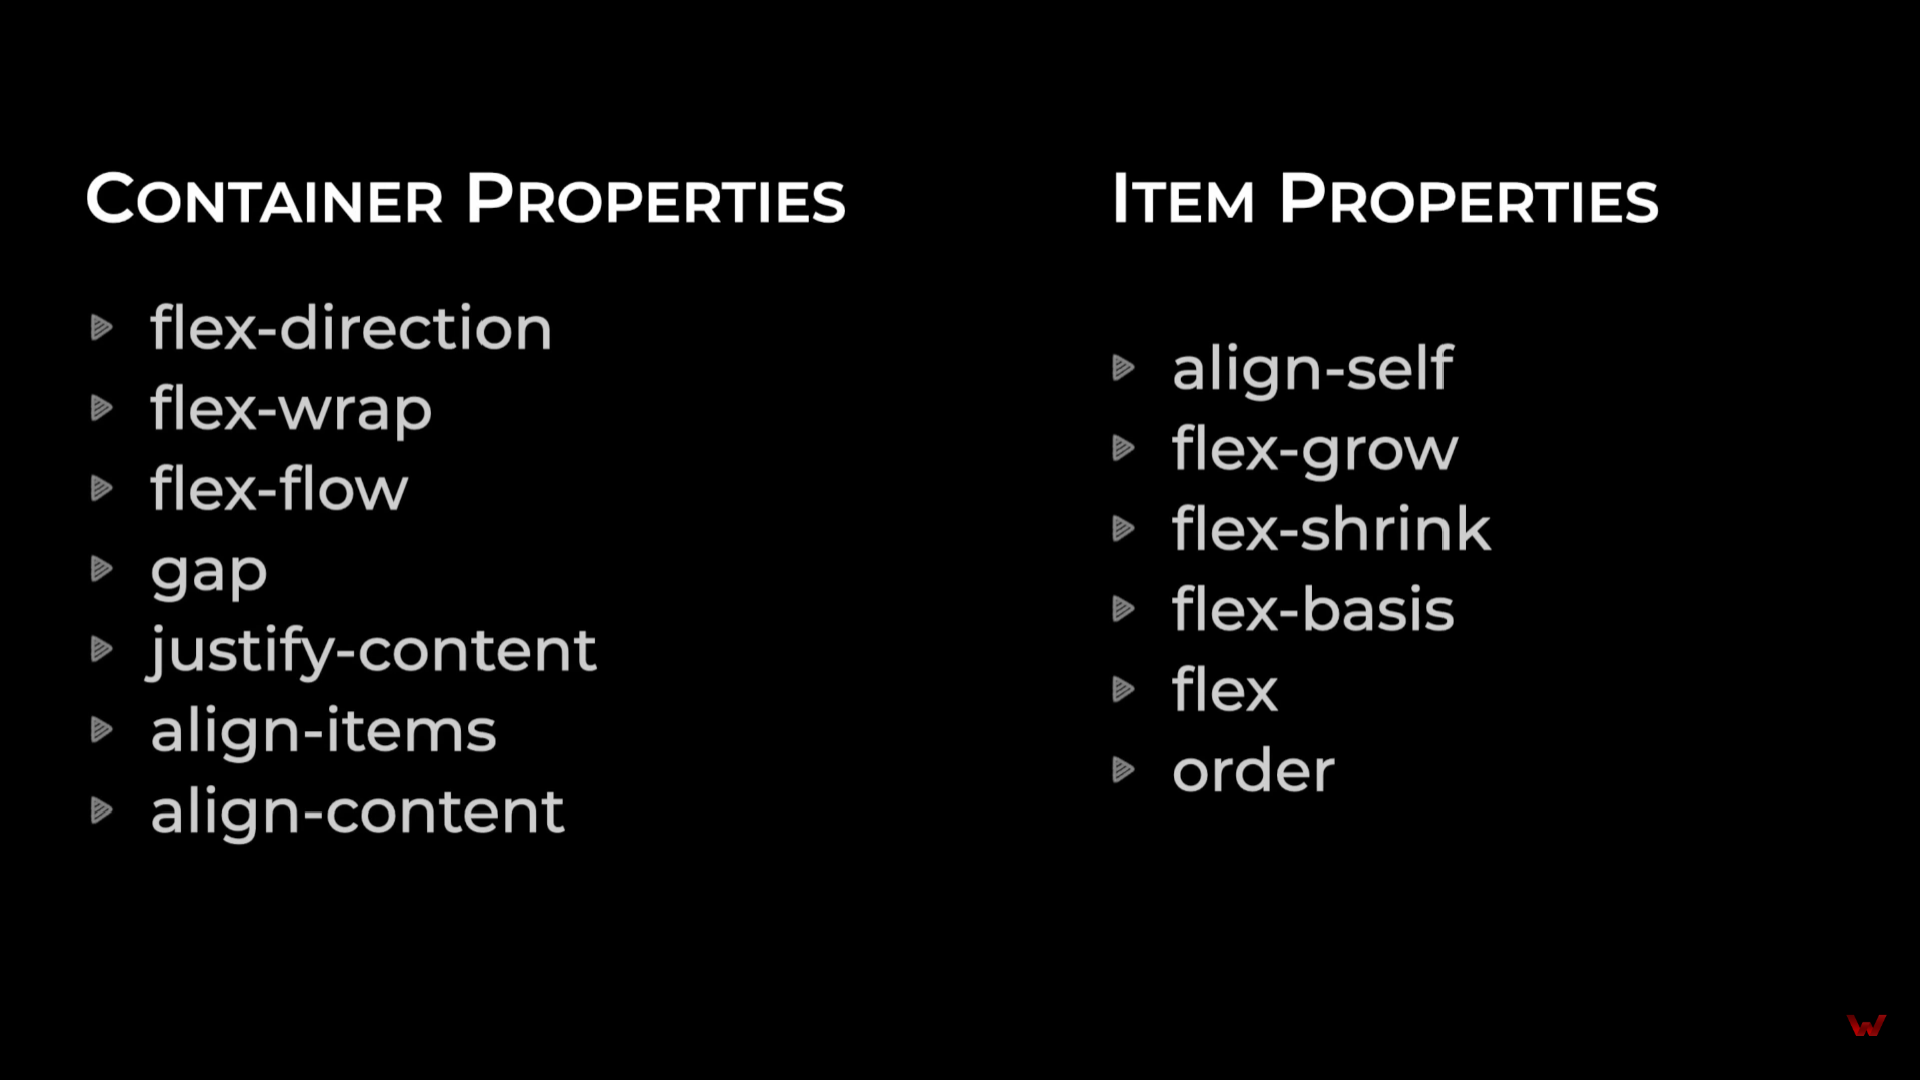 Container Properties
flex-direction
flex-wrap
flex-flow
gap
justify-content
align-items
align-content
Item Properties
align-self
flex-grow
flex-shrink
flex-basis
flex
order
W